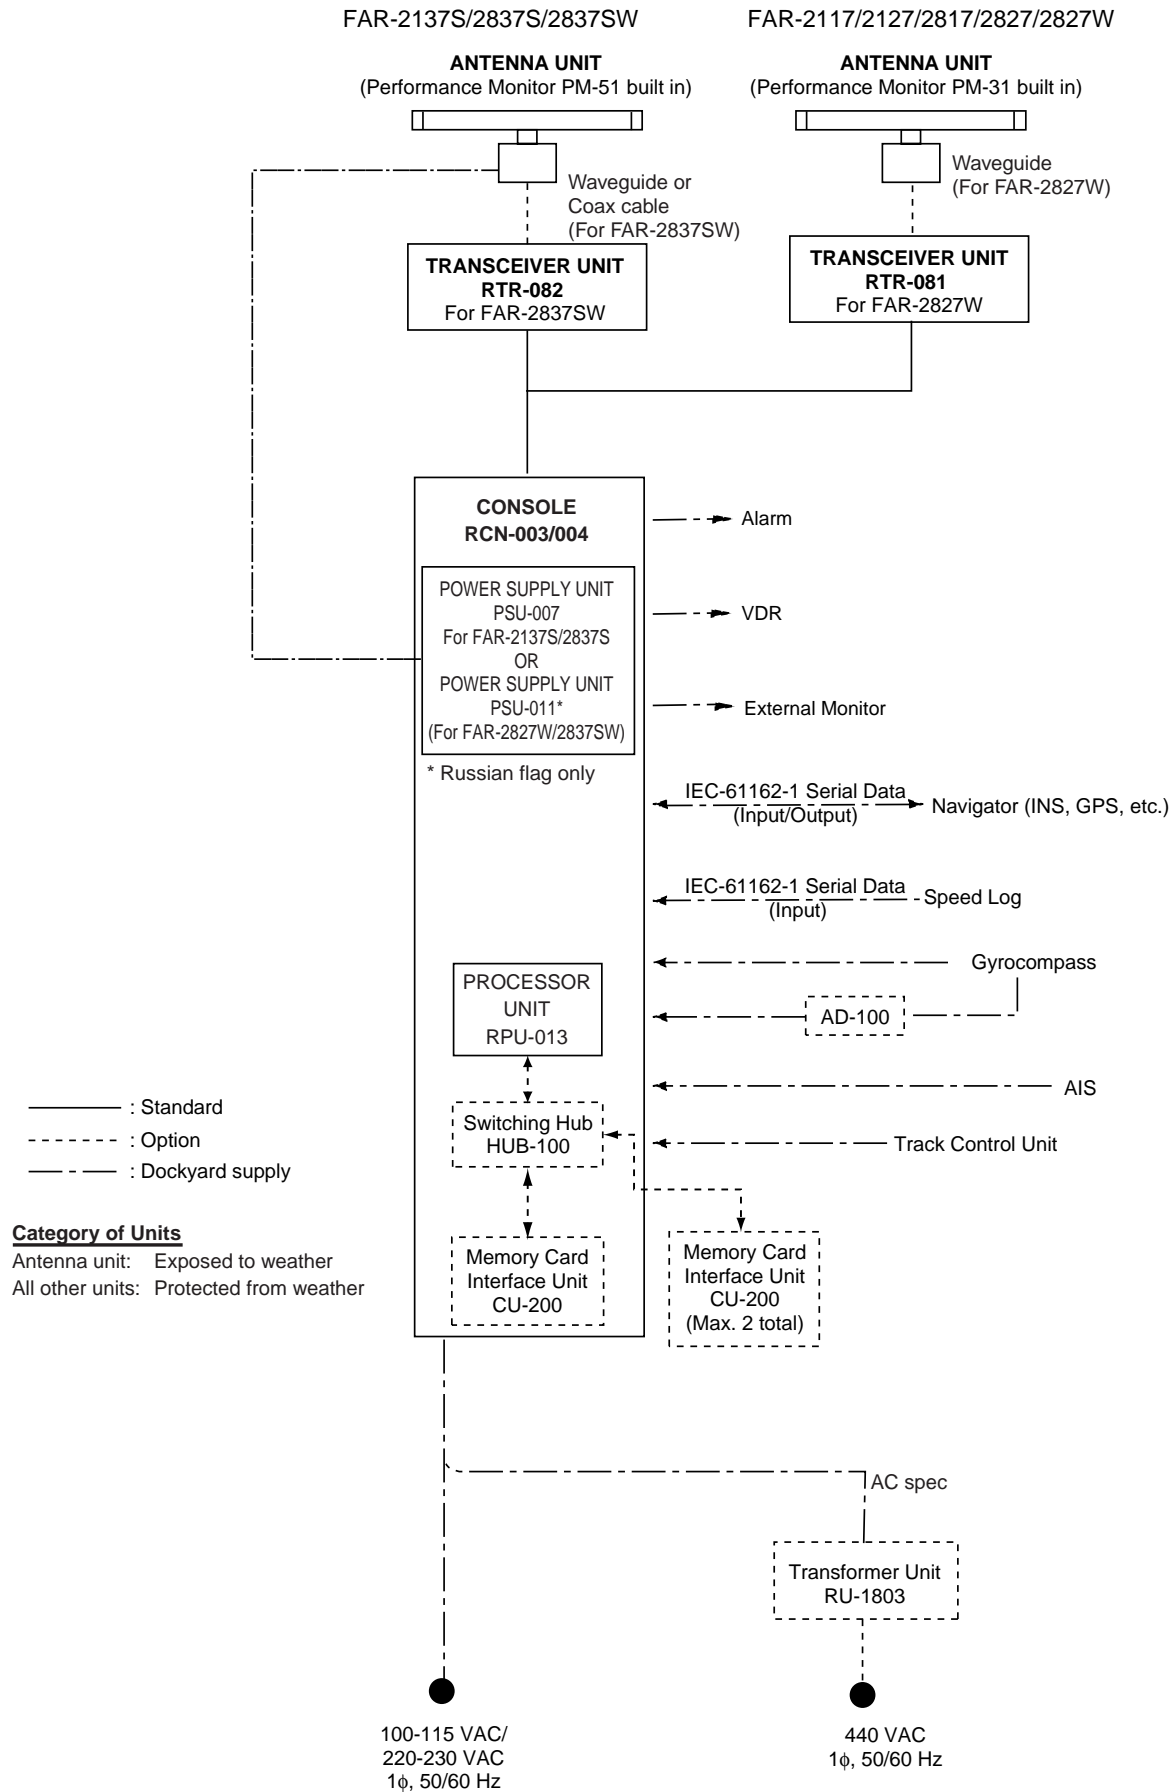 FAR-2137S/2837S/2837SW
FAR-2117/2127/2817/2827/2827W
ANTENNA UNIT
(Performance Monitor PM-51 built in)
ANTENNA UNIT
(Performance Monitor PM-31 built in)
Waveguide or
Coax cable
(For FAR-2837SW)
Waveguide
(For FAR-2827W)
TRANSCEIVER UNIT
RTR-082
For FAR-2837SW
TRANSCEIVER UNIT
RTR-081
For FAR-2827W
CONSOLE
RCN-003/004
POWER SUPPLY UNIT
PSU-007
For FAR-2137S/2837S
OR
POWER SUPPLY UNIT
PSU-011*
(For FAR-2827W/2837SW)
* Russian flag only
Alarm
VDR
External Monitor
IEC-61162-1 Serial Data
(Input/Output)
Navigator (INS, GPS, etc.)
IEC-61162-1 Serial Data
(Input)
Speed Log
Gyrocompass
AD-100
AIS
Track Control Unit
PROCESSOR
UNIT
RPU-013
Switching Hub
HUB-100
Memory Card
Interface Unit
CU-200
Memory Card
Interface Unit
CU-200
(Max. 2 total)
: Standard
: Option
: Dockyard supply
Category of Units
Antenna unit: Exposed to weather
All other units: Protected from weather
AC spec
Transformer Unit
RU-1803
100-115 VAC/
220-230 VAC
1ϕ, 50/60 Hz
440 VAC
1ϕ, 50/60 Hz